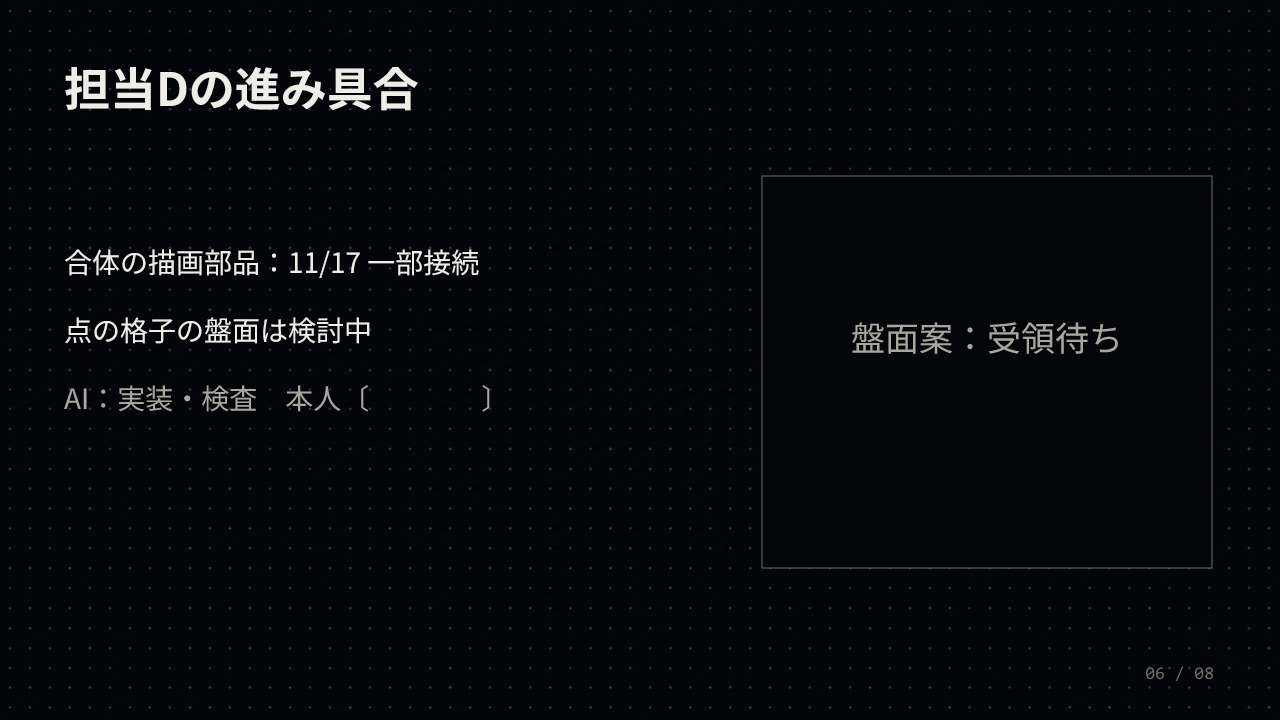 担当Dの進み具合
合体の描画部品：11/17 一部接続
点の格子の盤面は検討中
AI：実装・検査　本人〔　　　　〕
盤面案：受領待ち
06 / 08